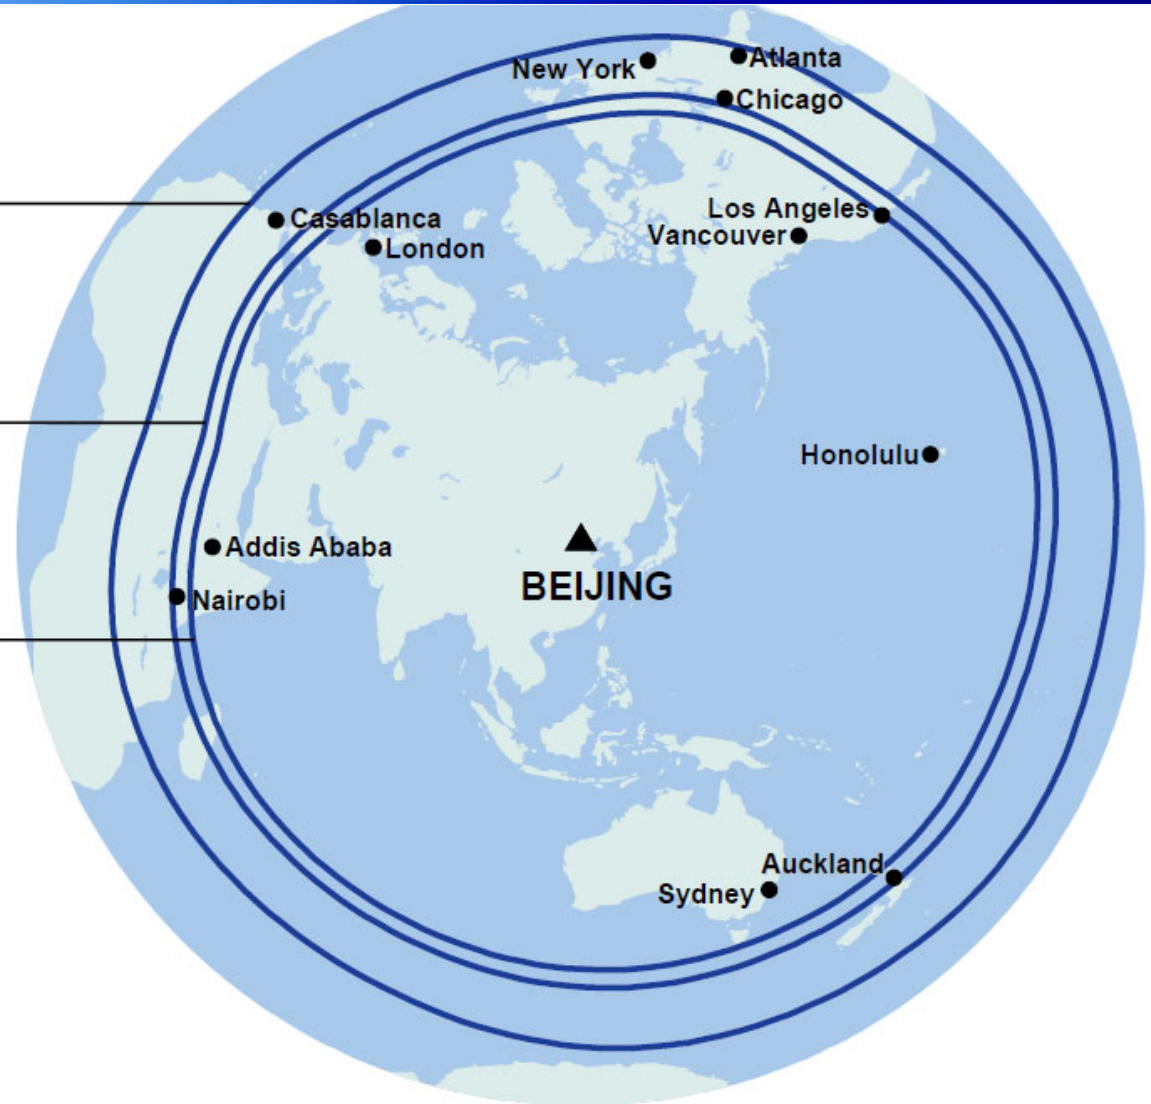 New York
Atlanta
Chicago
Casablanca
London
Los Angeles
Vancouver
Honolulu
Addis Ababa
BEIJING
Nairobi
Auckland
Sydney